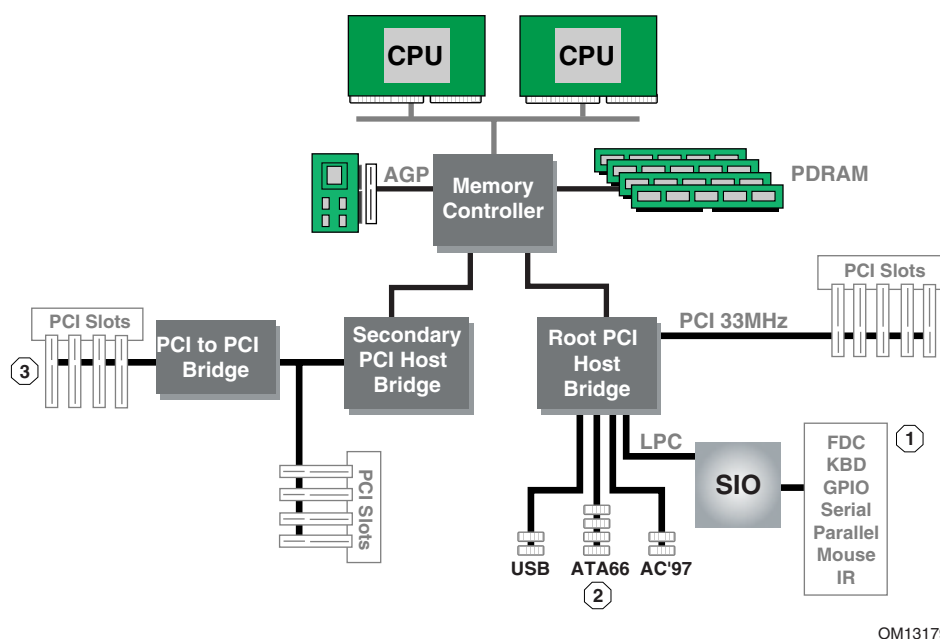 CPU
CPU
AGP
Memory
Controller
PDRAM
PCI Slots
PCI Slots
PCI to PCI
Bridge
3
Secondary
PCI Host
Bridge
Root PCI
Host
Bridge
PCI 33MHz
PCI Slots
LPC
SIO
1
FDC
KBD
GPIO
Serial
Parallel
Mouse
IR
USB
ATA66
AC'97
2